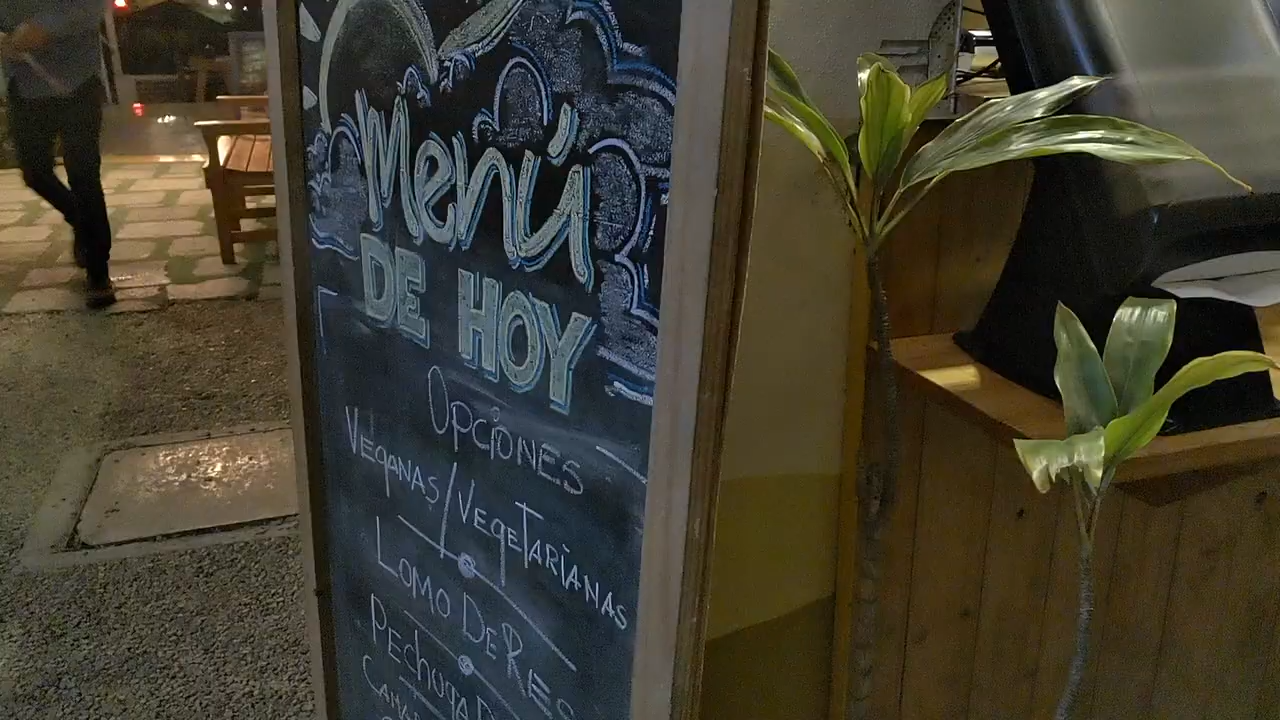 Menú
DE HOY
OPCiONES
VEGANAS/VEGETARiANAS
LOMO DE RES
PEchUGA